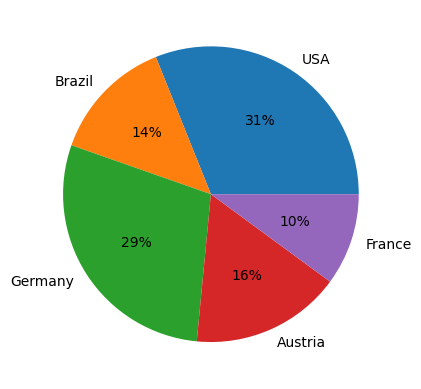 USA
31%
Brazil
14%
Germany
29%
Austria
16%
France
10%